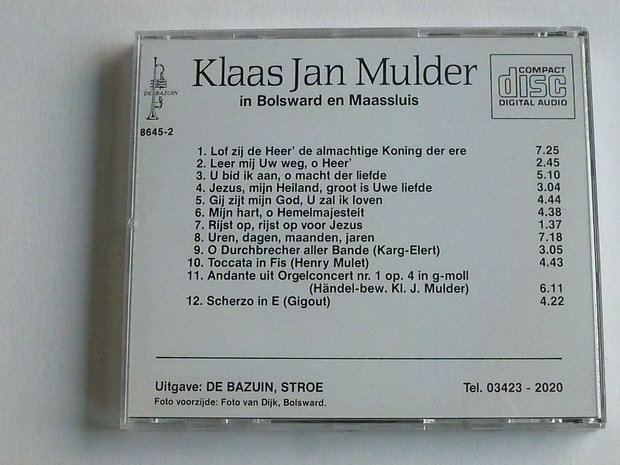 Klaas Jan Mulder
in Bolsward en Maassluis
DE BAZUIN
8645-2
COMPACT
disc
DIGITAL AUDIO
1. Lof zij de Heer' de almachtige Koning der ere 7.25
2. Leer mij Uw weg, o Heer' 2.45
3. U bid ik aan, o macht der liefde 5.10
4. Jezus, mijn Heiland, groot is Uwe liefde 3.04
5. Gij zijt mijn God, U zal ik loven 4.44
6. Mijn hart, o Hemelmajesteit 4.38
7. Rijst op, rijst op voor Jezus 1.37
8. Uren, dagen, maanden, jaren 7.18
9. O Durchbrecher aller Bande (Karg-Elert) 3.05
10. Toccata in Fis (Henry Mulet) 4.43
11. Andante uit Orgelconcert nr. 1 op. 4 in g-moll
(Händel-bew. Kl. J. Mulder) 6.11
12. Scherzo in E (Gigout) 4.22
Uitgave: DE BAZUIN, STROE Tel. 03423 - 2020
Foto voorzijde: Foto van Dijk, Bolsward.